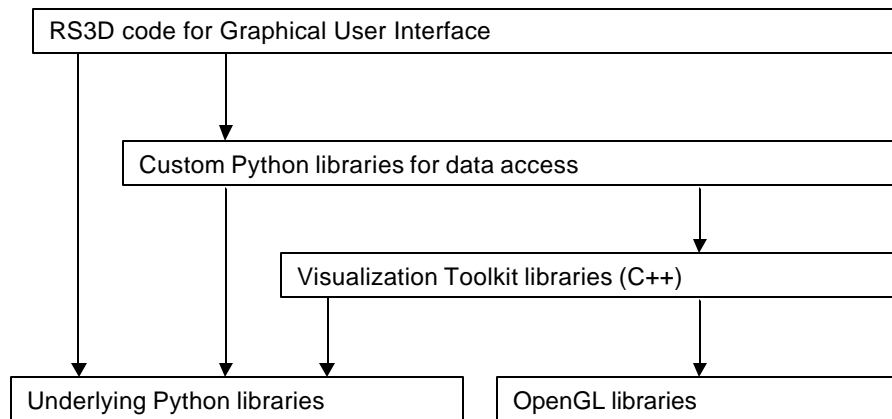 RS3D code for Graphical User Interface
Custom Python libraries for data access
Visualization Toolkit libraries (C++)
Underlying Python libraries
OpenGL libraries